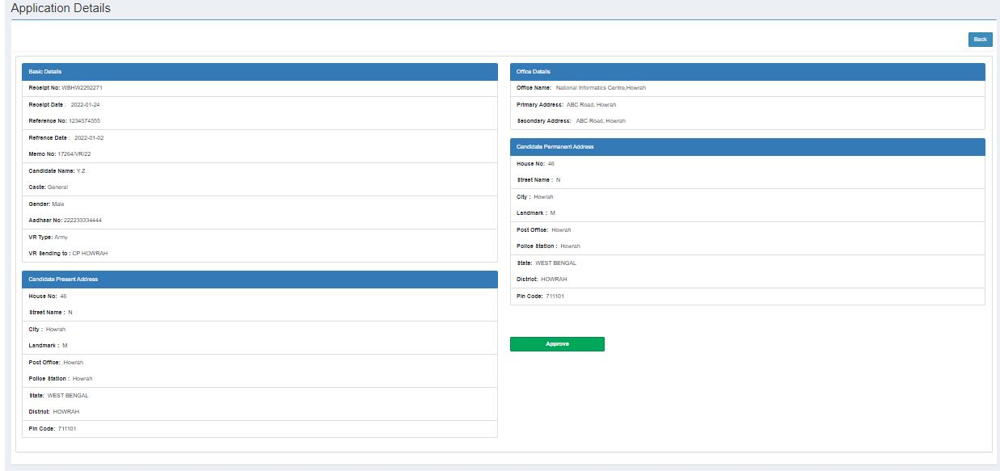 Application Details
Back
Basic Details
Receipt No: WBHW2292271
Receipt Date : 2022-01-24
Reference No: 1234574555
Refrence Date : 2022-01-02
Memo No: 17264/VR/22
Candidate Name: Y Z
Caste: General
Gender: Male
Aadhaar No: 222233334444
VR Type: Army
VR Sending to : CP HOWRAH
Candidate Present Address
House No: 46
Street Name : N
City : Howrah
Landmark : M
Post Office: Howrah
Police Station : Howrah
State: WEST BENGAL
District: HOWRAH
Pin Code: 711101
Office Details
Office Name: National Informatics Centre,Howrah
Primary Address: ABC Road, Howrah
Secondary Address: ABC Road, Howrah
Candidate Permanent Address
House No: 46
Street Name : N
City : Howrah
Landmark : M
Post Office: Howrah
Police Station : Howrah
State: WEST BENGAL
District: HOWRAH
Pin Code: 711101
Approve